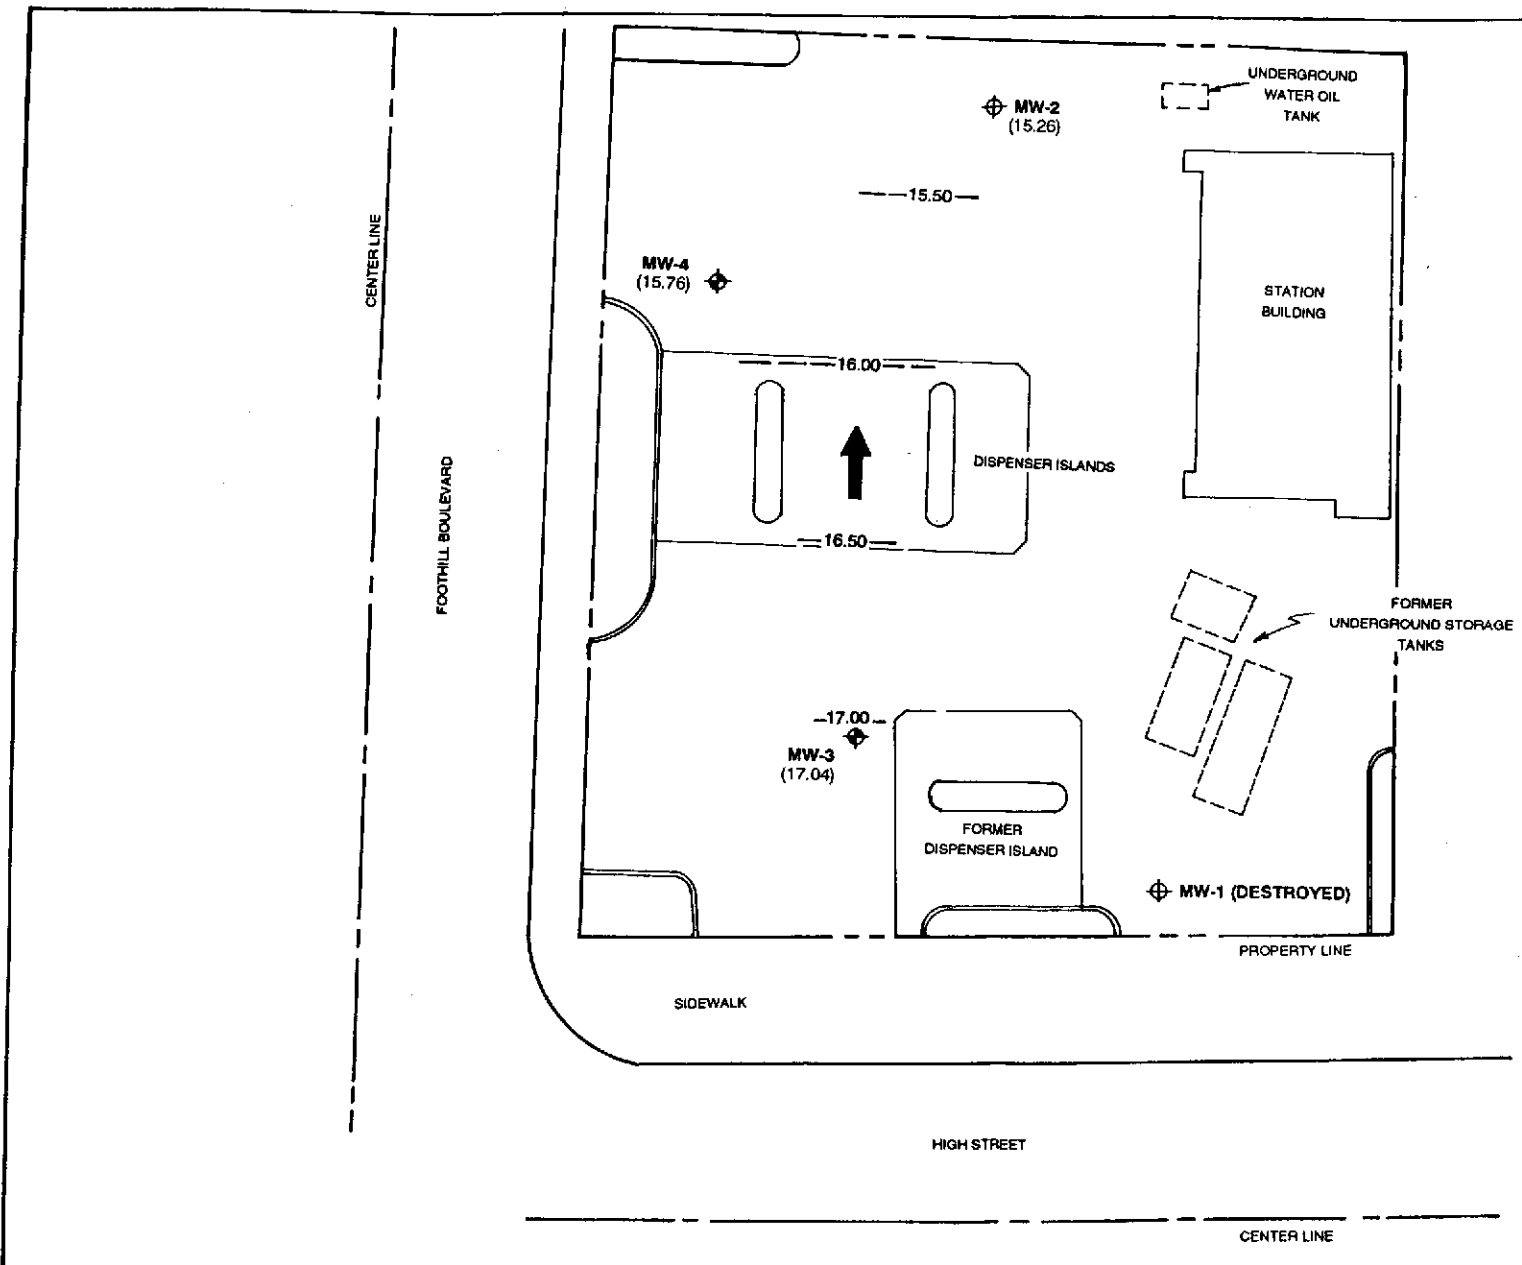 UNDERGROUND
WATER OIL
TANK
MW-2
(15.26)
15.50
CENTER LINE
MW-4
(15.76)
STATION
BUILDING
16.00
DISPENSER ISLANDS
FOOTHILL BOULEVARD
16.50
FORMER
UNDERGROUND STORAGE
TANKS
17.00
MW-3
(17.04)
FORMER
DISPENSER ISLAND
MW-1 (DESTROYED)
PROPERTY LINE
SIDEWALK
HIGH STREET
CENTER LINE